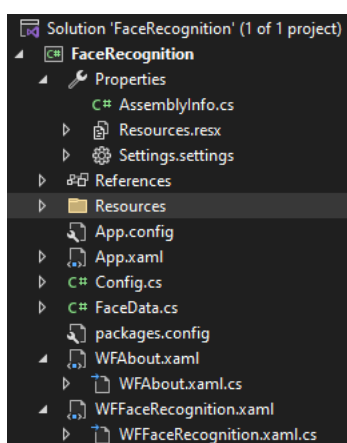 Solution 'FaceRecognition' (1 of 1 project)
C# FaceRecognition
Properties
C# AssemblyInfo.cs
Resources.resx
Settings.settings
References
Resources
App.config
App.xaml
C# Config.cs
C# FaceData.cs
packages.config
WFAbout.xaml
WFAbout.xaml.cs
WFFaceRecognition.xaml
WFFaceRecognition.xaml.cs